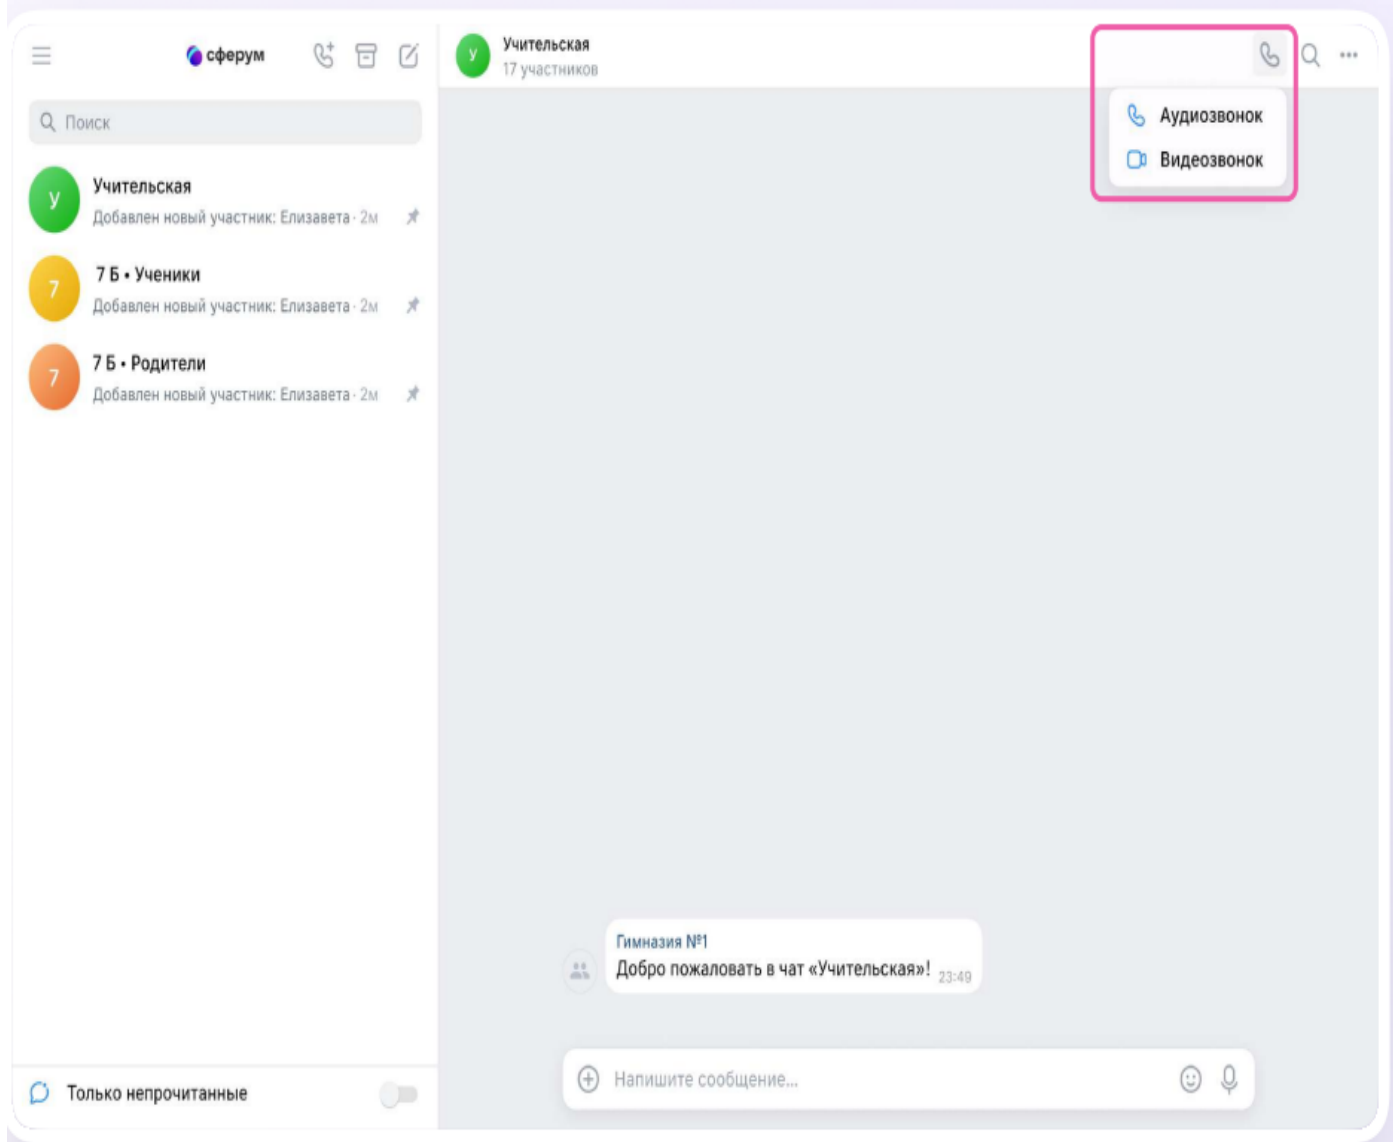 сферум
Поиск
У
Учительская
Добавлен новый участник: Елизавета · 2м
7
7 Б • Ученики
Добавлен новый участник: Елизавета · 2м
7
7 Б • Родители
Добавлен новый участник: Елизавета · 2м
Только непрочитанные
У
Учительская
17 участников
Аудиозвонок
Видеозвонок
Гимназия №1
Добро пожаловать в чат «Учительская»! 23:49
Напишите сообщение...